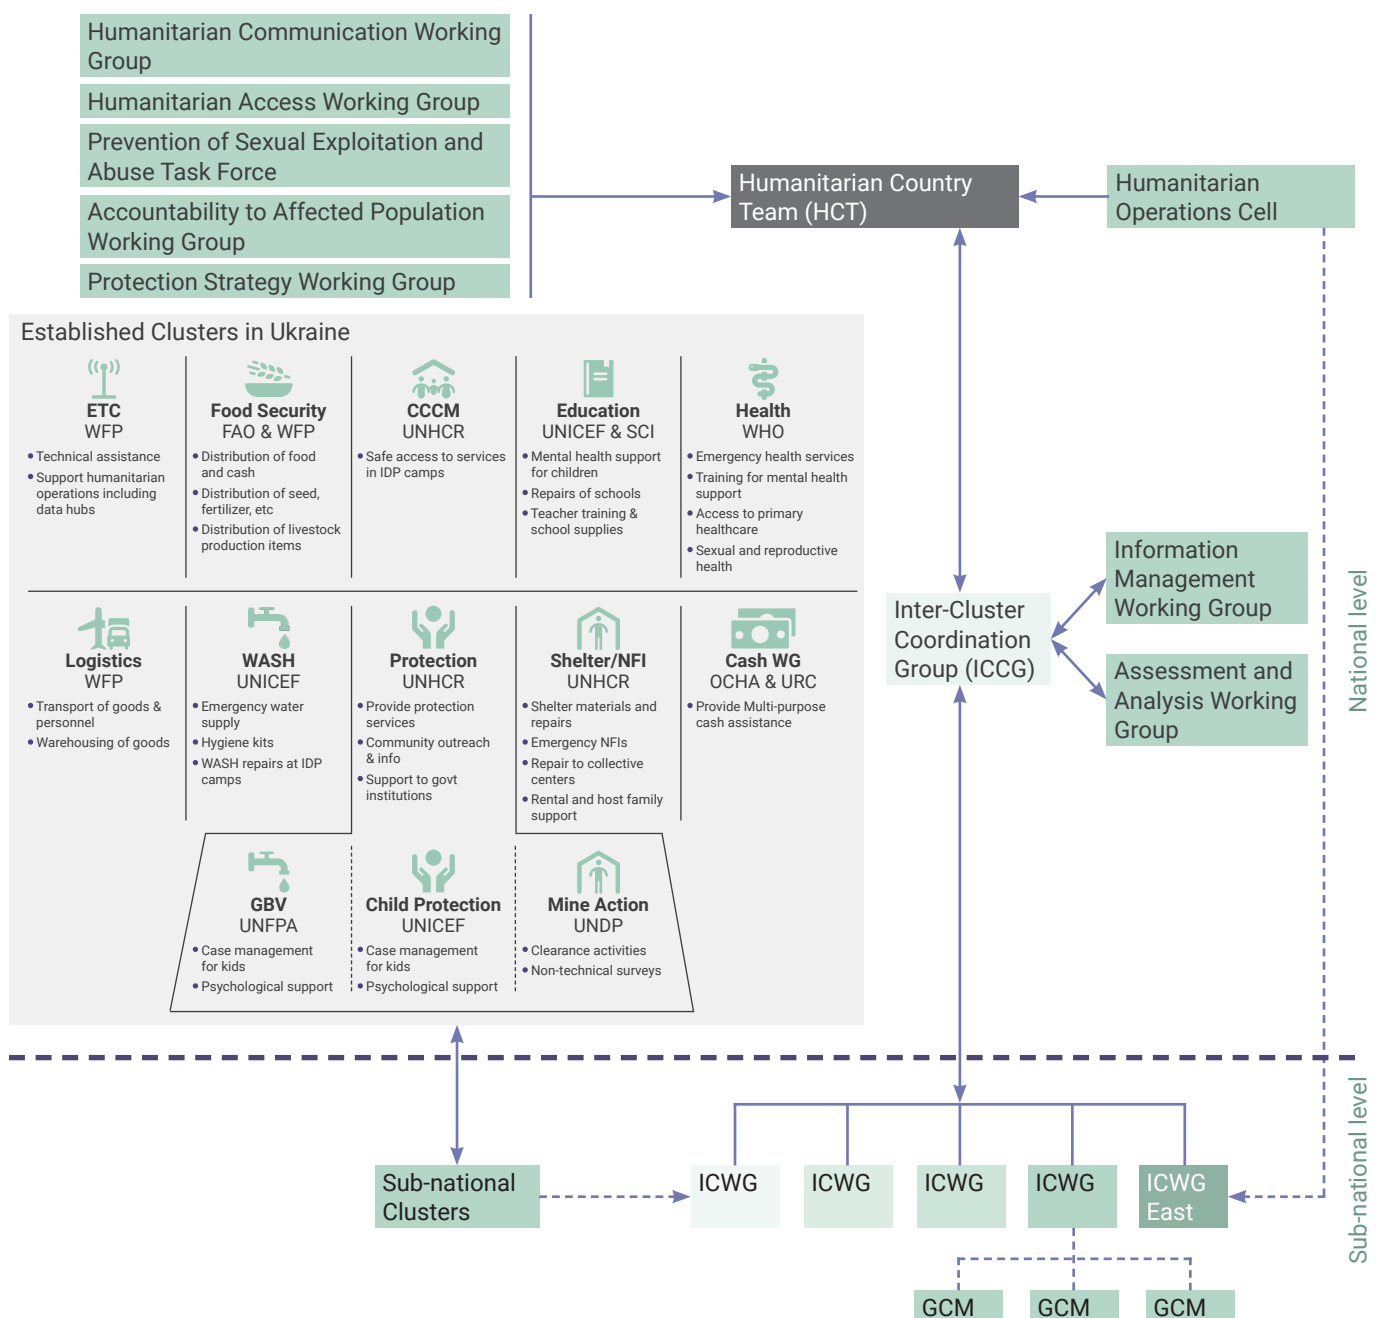 Humanitarian Communication Working
Group
Humanitarian Access Working Group
Prevention of Sexual Exploitation and
Abuse Task Force
Accountability to Affected Population
Working Group
Protection Strategy Working Group
Humanitarian Country
Team (HCT)
Humanitarian
Operations Cell
Established Clusters in Ukraine
ETC
WFP
• Technical assistance
• Support humanitarian
operations including
data hubs
Food Security
FAO & WFP
• Distribution of food
and cash
• Distribution of seed,
fertilizer, etc
• Distribution of livestock
production items
CCCM
UNHCR
• Safe access to services
in IDP camps
Education
UNICEF & SCI
• Mental health support
for children
• Repairs of schools
• Teacher training &
school supplies
Health
WHO
• Emergency health services
• Training for mental health
support
• Access to primary
healthcare
• Sexual and reproductive
health
Logistics
WFP
• Transport of goods &
personnel
• Warehousing of goods
WASH
UNICEF
• Emergency water
supply
• Hygiene kits
• WASH repairs at IDP
camps
Protection
UNHCR
• Provide protection
services
• Community outreach
& info
• Support to govt
institutions
Shelter/NFI
UNHCR
• Shelter materials and
repairs
• Emergency NFIs
• Repair to collective
centers
• Rental and host family
support
Cash WG
OCHA & URC
• Provide Multi-purpose
cash assistance
GBV
UNFPA
• Case management
for kids
• Psychological support
Child Protection
UNICEF
• Case management
for kids
• Psychological support
Mine Action
UNDP
• Clearance activities
• Non-technical surveys
Inter-Cluster
Coordination
Group (ICCG)
Information
Management
Working Group
Assessment and
Analysis Working
Group
National level
Sub-national level
Sub-national
Clusters
ICWG
ICWG
ICWG
ICWG
ICWG
East
GCM
GCM
GCM